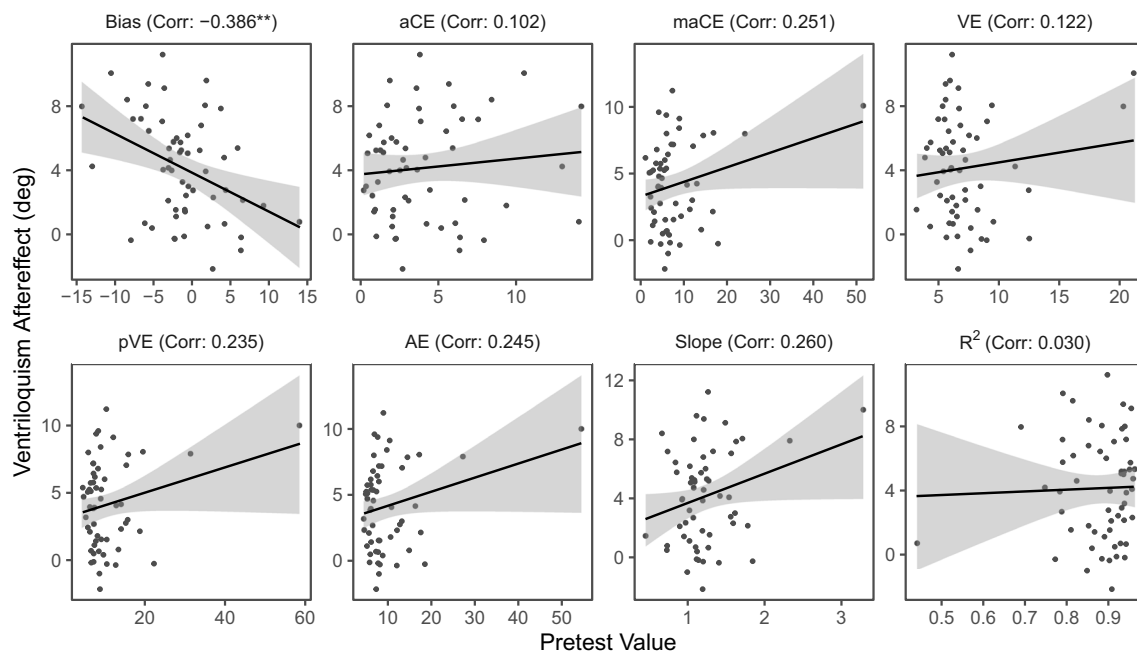 Bias (Corr: −0.386**) aCE (Corr: 0.102) maCE (Corr: 0.251) VE (Corr: 0.122)
8 8 10 8
4 4 5 4
0 0 0 0
−15 −10 −5 0 5 10 15 0 5 10 0 10 20 30 40 50 5 10 15 20
Ventriloquism Aftereffect (deg)
pVE (Corr: 0.235) AE (Corr: 0.245) Slope (Corr: 0.260) R² (Corr: 0.030)
12
10 10 8 8
5 5 4 4
0 0 0 0
20 40 60 10 20 30 40 50 1 2 3 0.5 0.6 0.7 0.8 0.9
Pretest Value